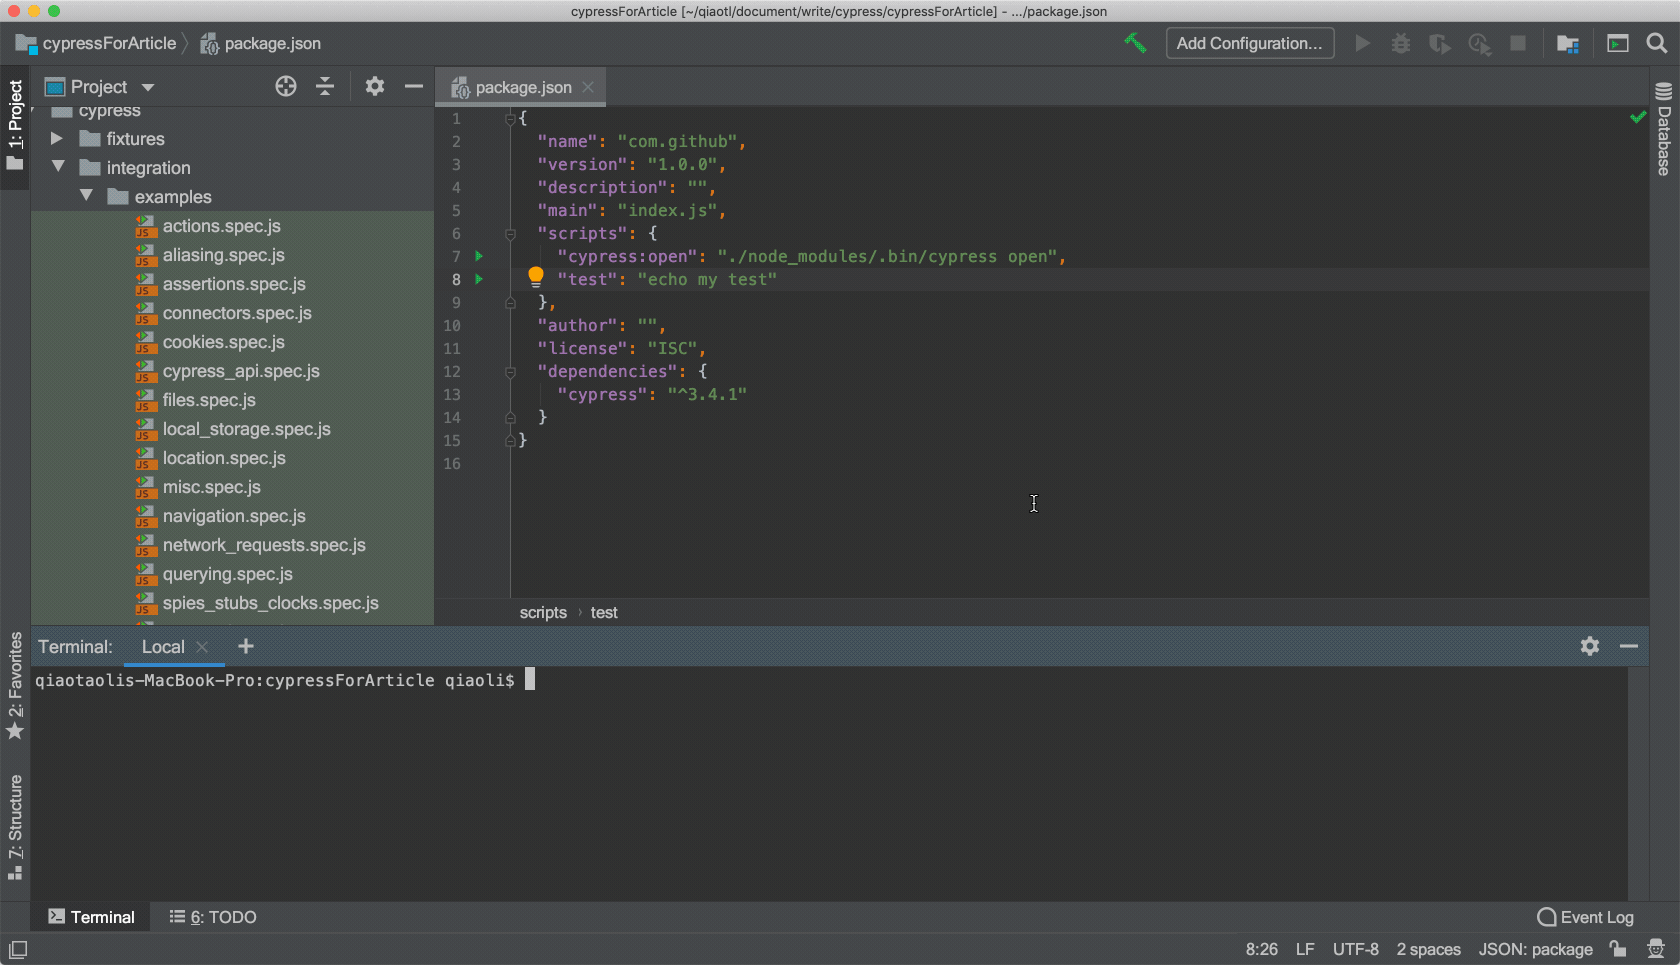 cypressForArticle [~/qiaotl/document/write/cypress/cypressForArticle] - .../package.json
cypressForArticle
package.json
Add Configuration...
1: Project
Project
package.json
Database
cypress
fixtures
integration
examples
actions.spec.js
aliasing.spec.js
assertions.spec.js
connectors.spec.js
cookies.spec.js
cypress_api.spec.js
files.spec.js
local_storage.spec.js
location.spec.js
misc.spec.js
navigation.spec.js
network_requests.spec.js
querying.spec.js
spies_stubs_clocks.spec.js
1 {
2 "name": "com.github",
3 "version": "1.0.0",
4 "description": "",
5 "main": "index.js",
6 "scripts": {
7 "cypress:open": "./node_modules/.bin/cypress open",
8 "test": "echo my test"
9 },
10 "author": "",
11 "license": "ISC",
12 "dependencies": {
13 "cypress": "^3.4.1"
14 }
15 }
16
scripts › test
2: Favorites
7: Structure
Terminal: Local
qiaotaolis-MacBook-Pro:cypressForArticle qiaoli$
Terminal
6: TODO
Event Log
8:26 LF UTF-8 2 spaces JSON: package